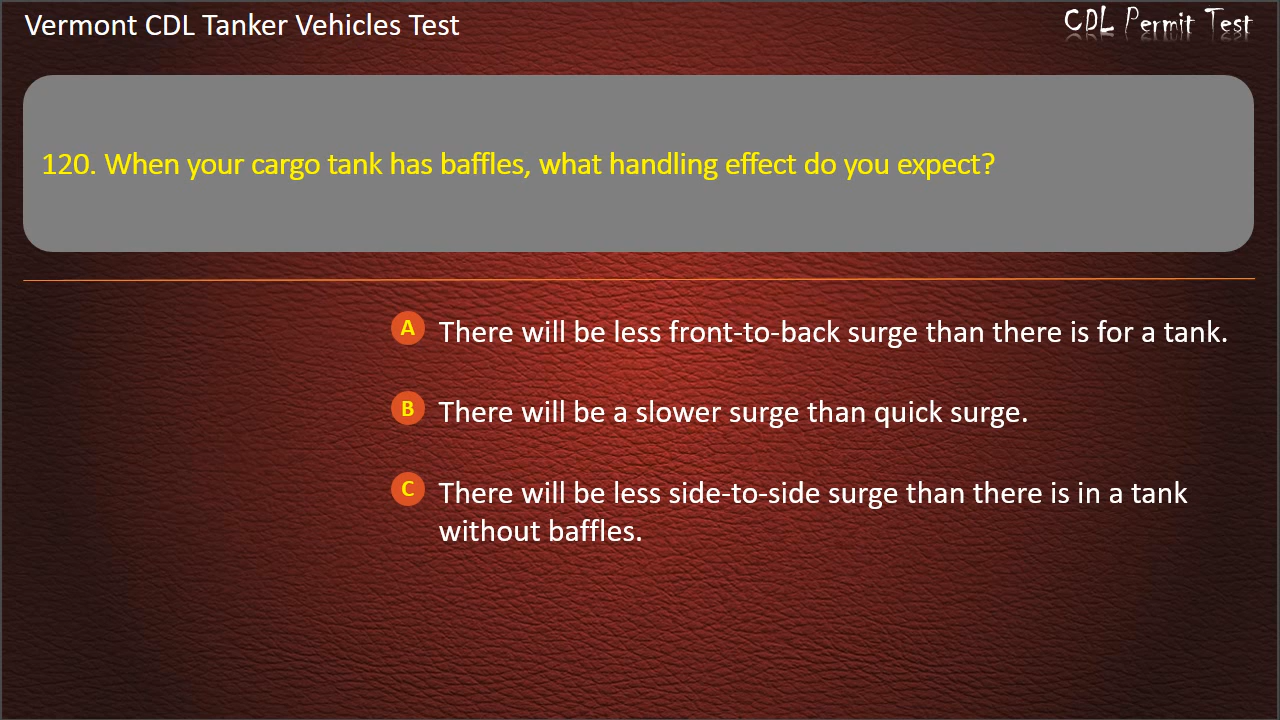 Vermont CDL Tanker Vehicles Test
CDL Permit Test
120. When your cargo tank has baffles, what handling effect do you expect?
A There will be less front-to-back surge than there is for a tank.
B There will be a slower surge than quick surge.
C There will be less side-to-side surge than there is in a tank
without baffles.